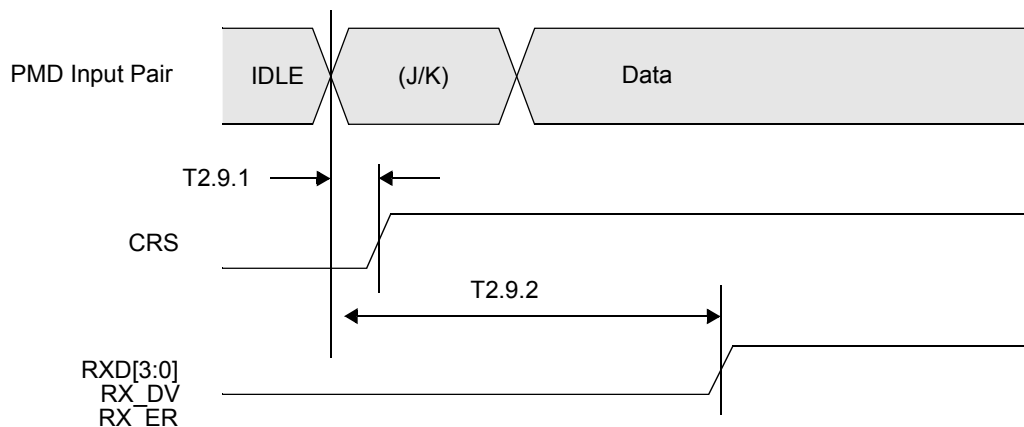 PMD Input Pair
IDLE
(J/K)
Data
T2.9.1
CRS
T2.9.2
RXD[3:0]
RX_DV
RX_ER